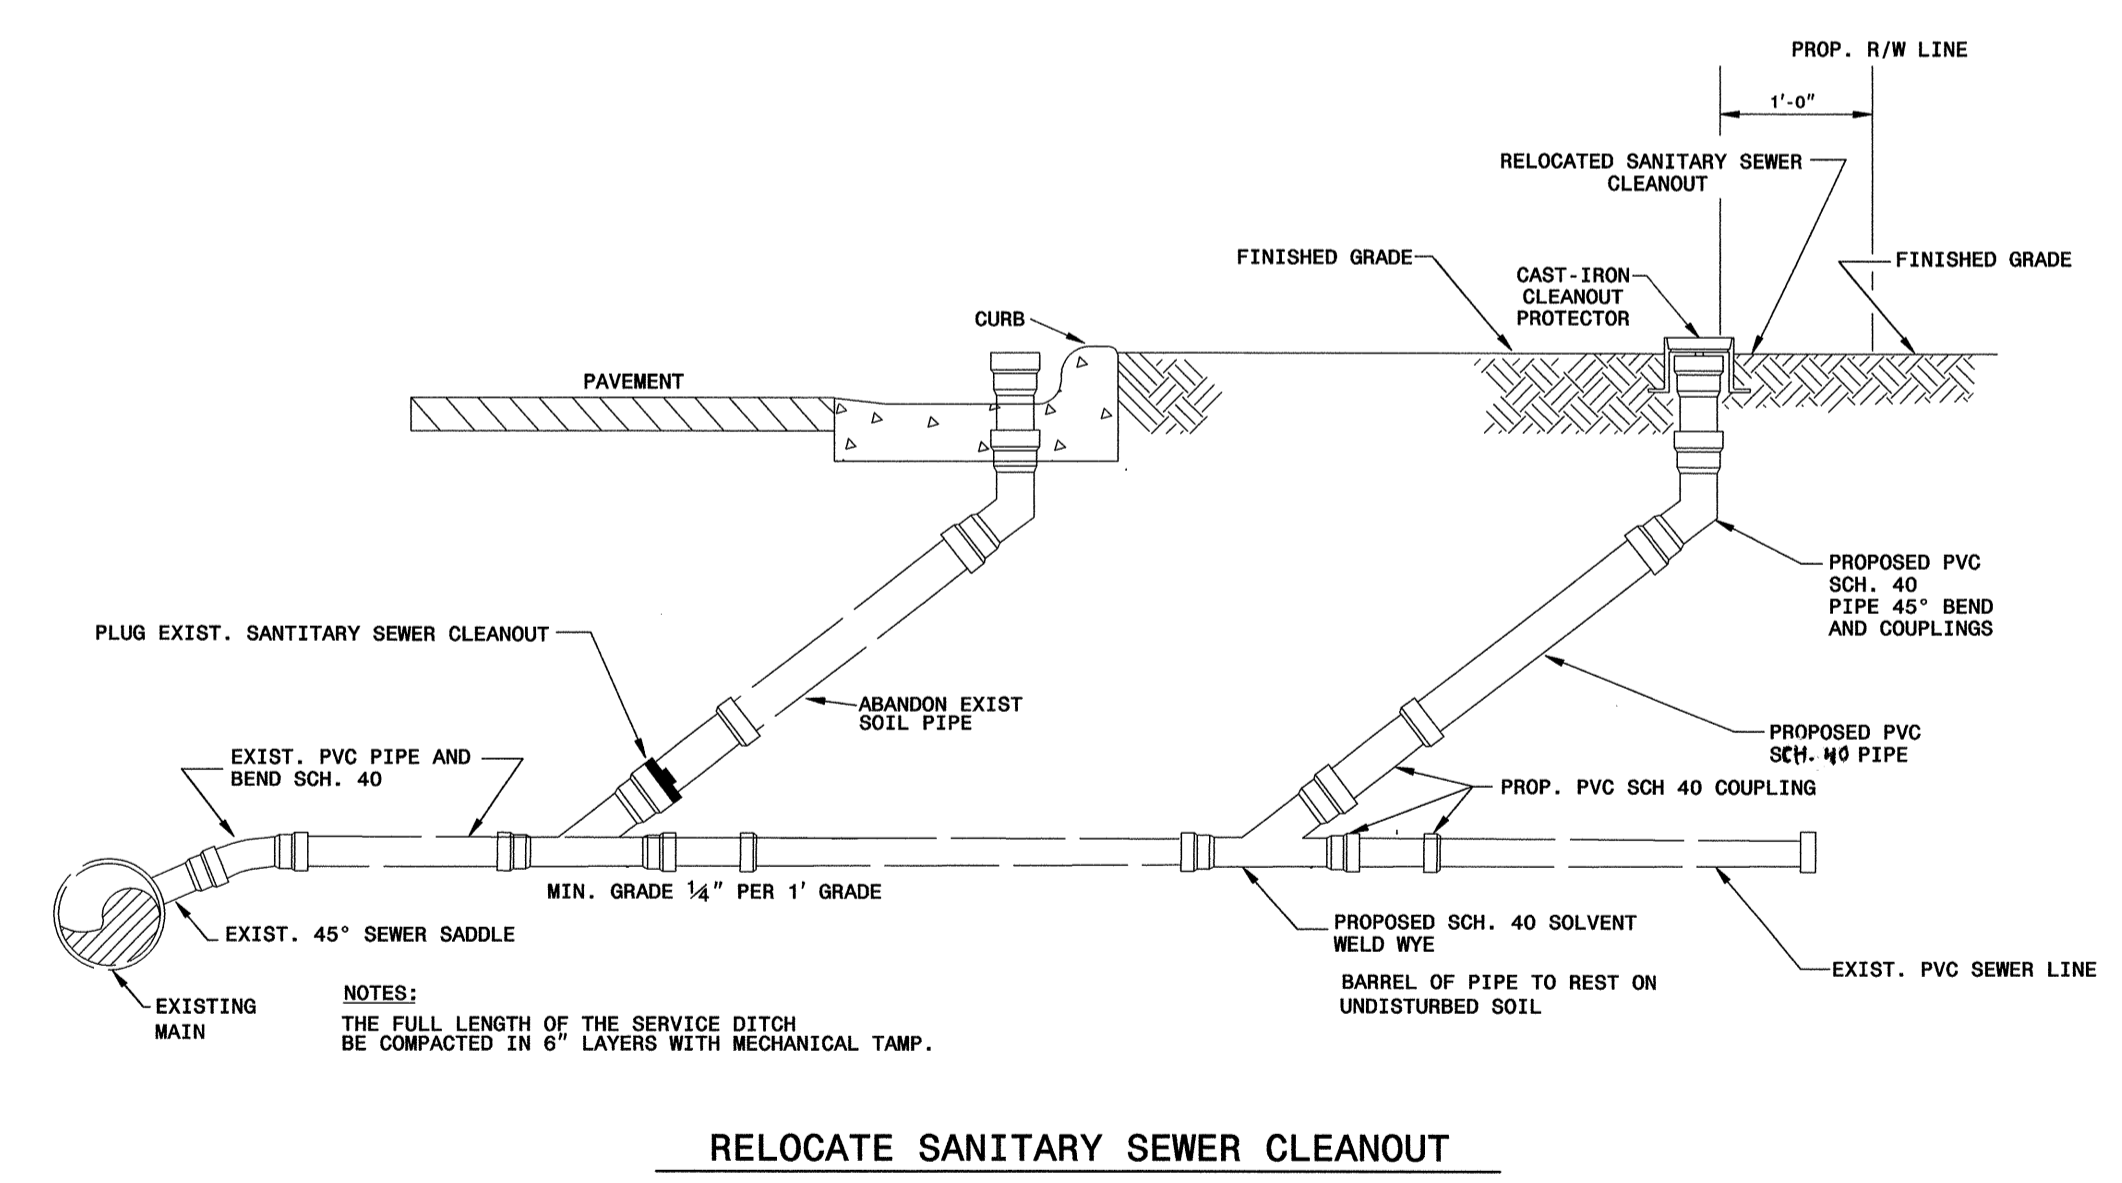 PROP. R/W LINE
1'-0"
RELOCATED SANITARY SEWER
CLEANOUT
FINISHED GRADE
FINISHED GRADE
CAST-IRON
CLEANOUT
PROTECTOR
CURB
PAVEMENT
PROPOSED PVC
SCH. 40
PIPE 45° BEND
AND COUPLINGS
PLUG EXIST. SANTITARY SEWER CLEANOUT
ABANDON EXIST
SOIL PIPE
PROPOSED PVC
SCH. 40 PIPE
EXIST. PVC PIPE AND
BEND SCH. 40
PROP. PVC SCH 40 COUPLING
MIN. GRADE 1/4" PER 1' GRADE
PROPOSED SCH. 40 SOLVENT
WELD WYE
EXIST. 45° SEWER SADDLE
EXIST. PVC SEWER LINE
BARREL OF PIPE TO REST ON
UNDISTURBED SOIL
EXISTING
MAIN
NOTES:
THE FULL LENGTH OF THE SERVICE DITCH
BE COMPACTED IN 6" LAYERS WITH MECHANICAL TAMP.
RELOCATE SANITARY SEWER CLEANOUT